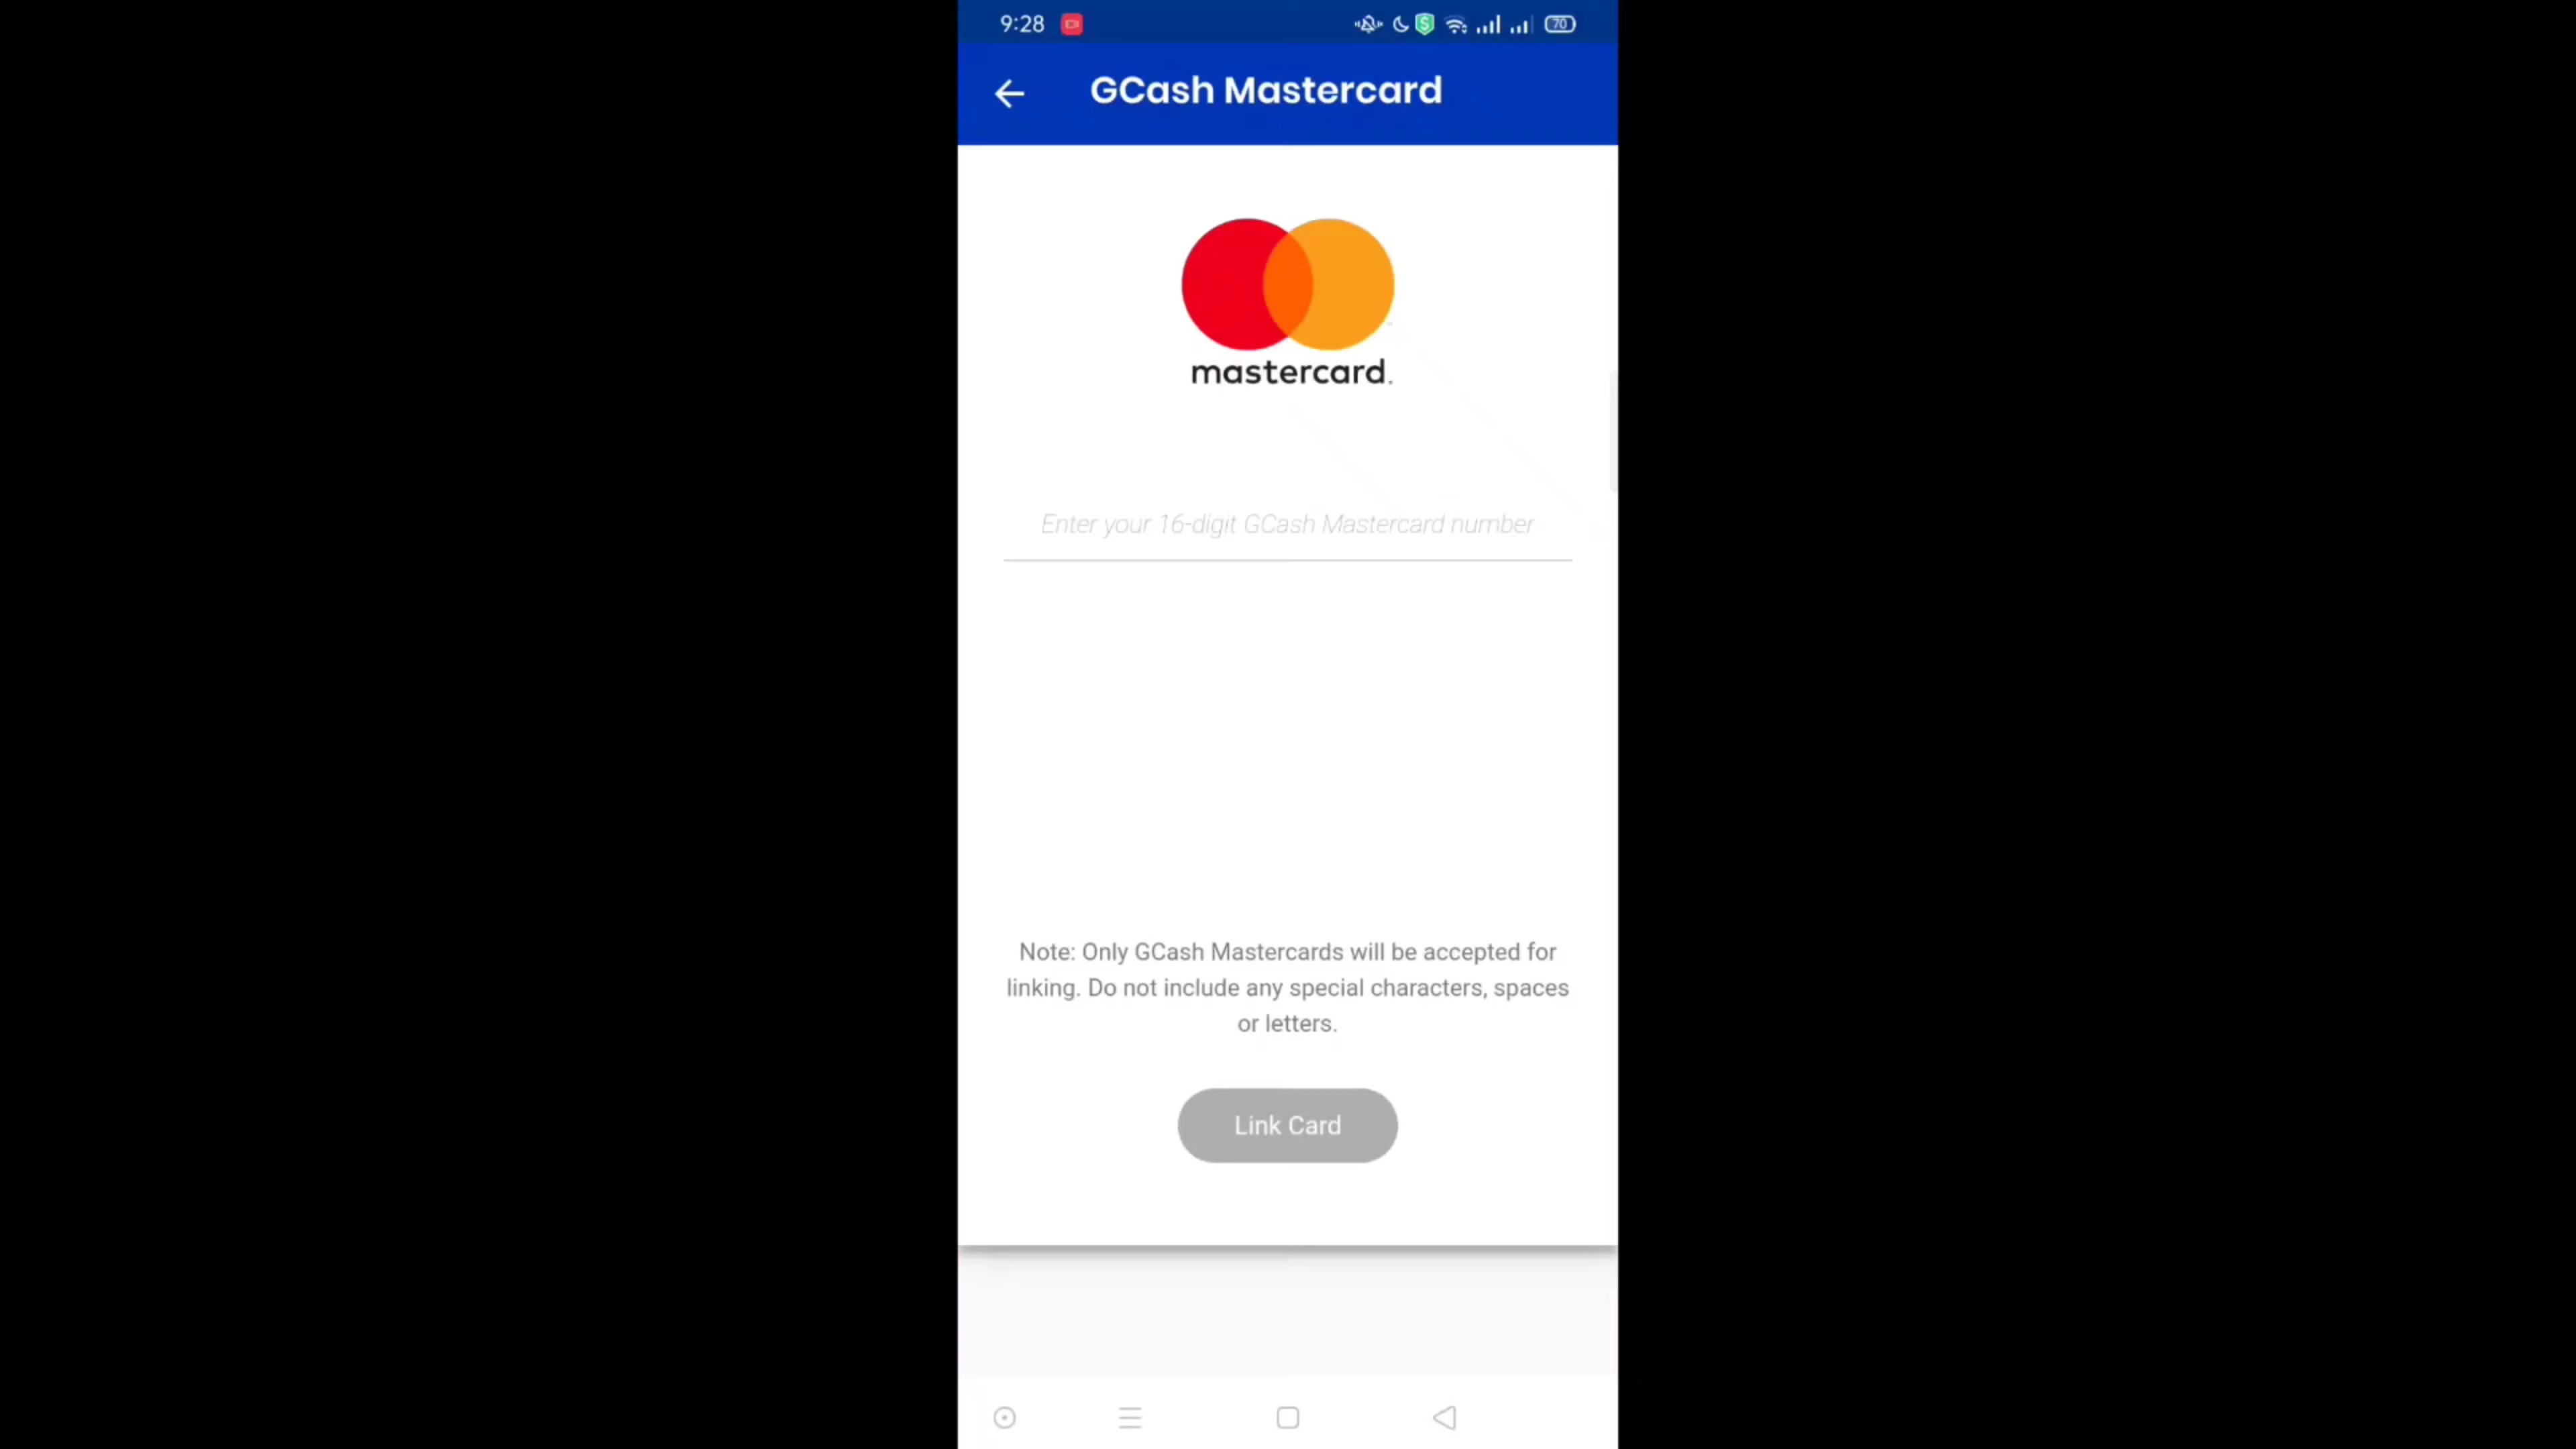 9:28
70
GCash Mastercard
mastercard.
Enter your 16-digit GCash Mastercard number
Note: Only GCash Mastercards will be accepted for
linking. Do not include any special characters, spaces
or letters.
Link Card